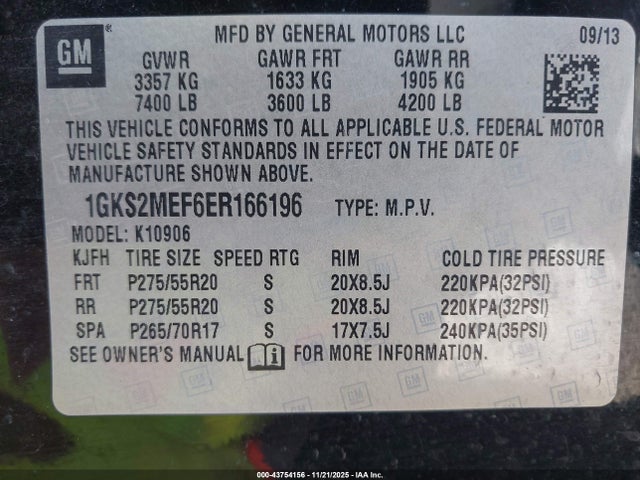 GM
MFD BY GENERAL MOTORS LLC 09/13
GVWR GAWR FRT GAWR RR
3357 KG 1633 KG 1905 KG
7400 LB 3600 LB 4200 LB
THIS VEHICLE CONFORMS TO ALL APPLICABLE U.S. FEDERAL MOTOR
VEHICLE SAFETY STANDARDS IN EFFECT ON THE DATE OF
MANUFACTURE SHOWN ABOVE.
1GKS2MEF6ER166196 TYPE: M.P.V.
MODEL: K10906
KJFH TIRE SIZE SPEED RTG RIM COLD TIRE PRESSURE
FRT P275/55R20 S 20X8.5J 220KPA(32PSI)
RR P275/55R20 S 20X8.5J 220KPA(32PSI)
SPA P265/70R17 S 17X7.5J 240KPA(35PSI)
SEE OWNER'S MANUAL FOR MORE INFORMATION.
000-43754156 - 11/21/2025 - IAA Inc.